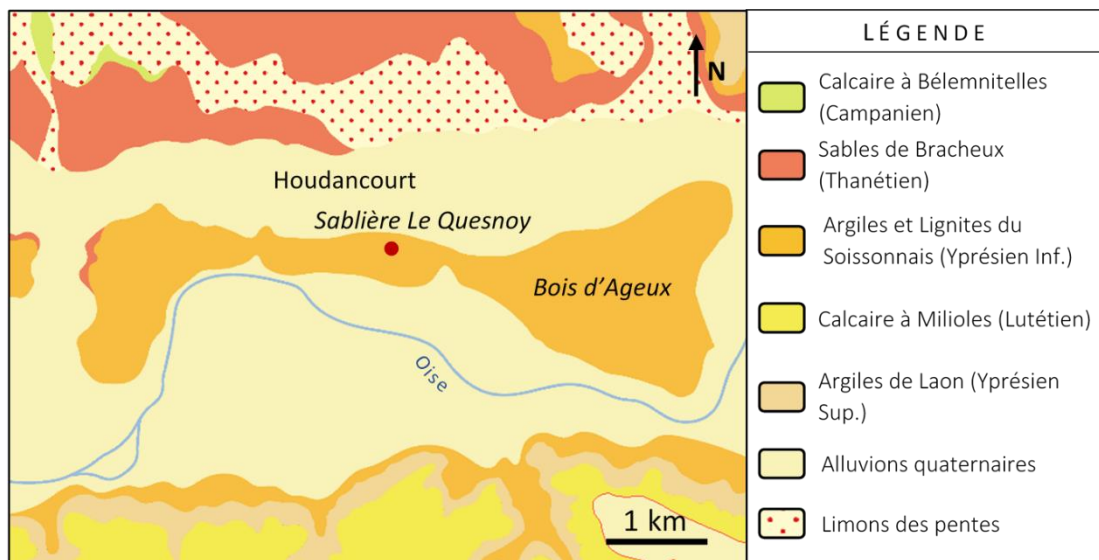 N
Houdancourt
Sablière Le Quesnoy
Bois d'Ageux
Oise
1 km
LÉGENDE
Calcaire à Bélemnitelles
(Campanien)
Sables de Bracheux
(Thanétien)
Argiles et Lignites du
Soissonnais (Yprésien Inf.)
Calcaire à Milioles (Lutétien)
Argiles de Laon (Yprésien
Sup.)
Alluvions quaternaires
Limons des pentes